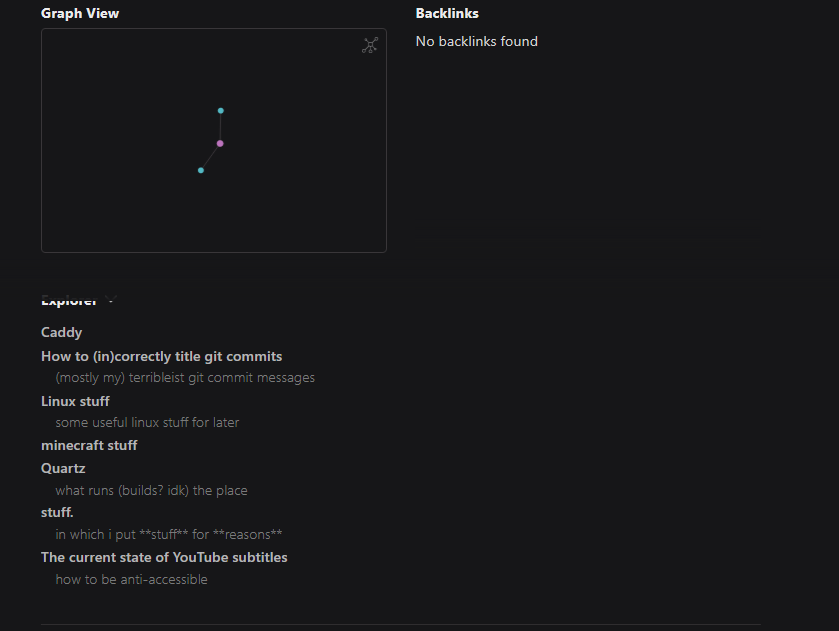 Graph View
Backlinks
No backlinks found
Explorer
Caddy
How to (in)correctly title git commits
(mostly my) terribleist git commit messages
Linux stuff
some useful linux stuff for later
minecraft stuff
Quartz
what runs (builds? idk) the place
stuff.
in which i put **stuff** for **reasons**
The current state of YouTube subtitles
how to be anti-accessible